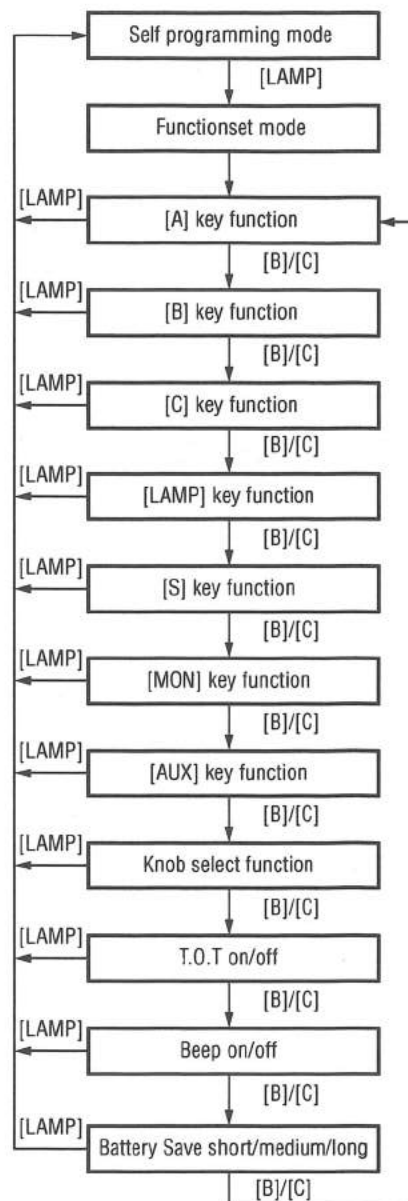 Self programming mode
[LAMP]
Functionset mode
[LAMP]
[A] key function
[B]/[C]
[LAMP]
[B] key function
[B]/[C]
[LAMP]
[C] key function
[B]/[C]
[LAMP]
[LAMP] key function
[B]/[C]
[LAMP]
[S] key function
[B]/[C]
[LAMP]
[MON] key function
[B]/[C]
[LAMP]
[AUX] key function
[B]/[C]
[LAMP]
Knob select function
[B]/[C]
[LAMP]
T.O.T on/off
[B]/[C]
[LAMP]
Beep on/off
[B]/[C]
[LAMP]
Battery Save short/medium/long
[B]/[C]